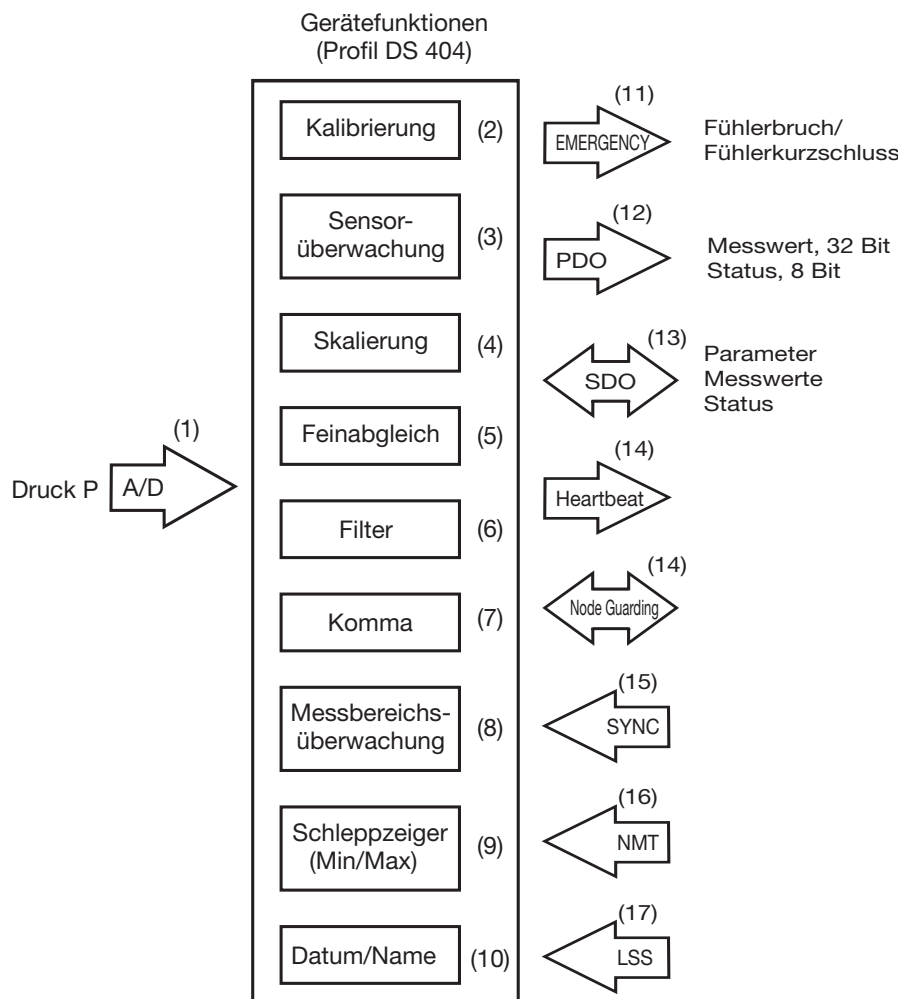 Gerätefunktionen
(Profil DS 404)
Druck P
(1)
A/D
Kalibrierung
(2)
Sensor-
überwachung
(3)
Skalierung
(4)
Feinabgleich
(5)
Filter
(6)
Komma
(7)
Messbereichs-
überwachung
(8)
Schleppzeiger
(Min/Max)
(9)
Datum/Name
(10)
(11)
EMERGENCY
Fühlerbruch/
Fühlerkurzschluss
(12)
PDO
Messwert, 32 Bit
Status, 8 Bit
(13)
SDO
Parameter
Messwerte
Status
(14)
Heartbeat
(14)
Node Guarding
(15)
SYNC
(16)
NMT
(17)
LSS